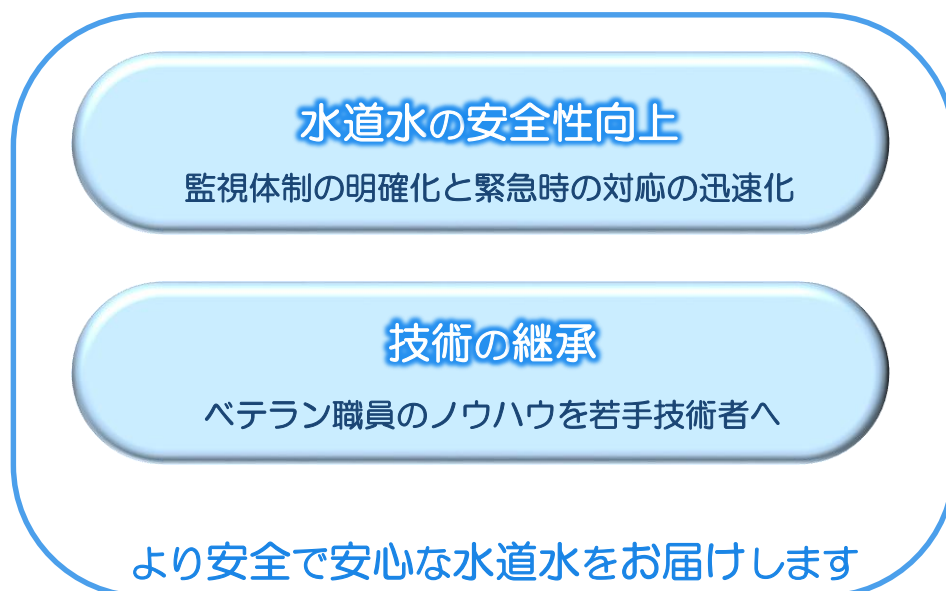 水道水の安全性向上
監視体制の明確化と緊急時の対応の迅速化
技術の継承
ベテラン職員のノウハウを若手技術者へ
より安全で安心な水道水をお届けします